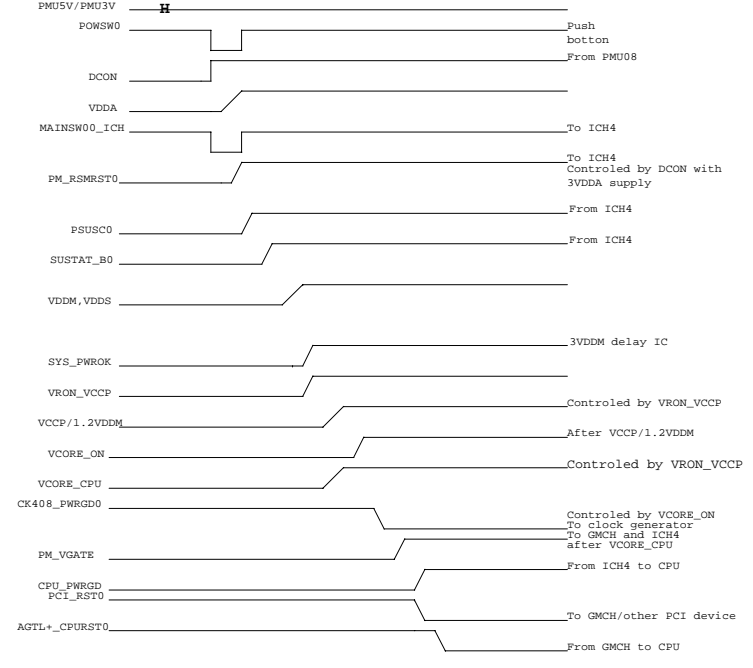 PMU5V/PMU3V H
POWSW0 Push
botton
From PMU08
DCON
VDDA
MAINSW00_ICH To ICH4
To ICH4
Controled by DCON with
PM_RSMRST0 3VDDA supply
From ICH4
PSUSC0
From ICH4
SUSTAT_B0
VDDM,VDDS
3VDDM delay IC
SYS_PWROK
VRON_VCCP
Controled by VRON_VCCP
VCCP/1.2VDDM
After VCCP/1.2VDDM
VCORE_ON
Controled by VRON_VCCP
VCORE_CPU
CK408_PWRGD0
Controled by VCORE_ON
To clock generator
To GMCH and ICH4
after VCORE_CPU
PM_VGATE
From ICH4 to CPU
CPU_PWRGD
PCI_RST0
To GMCH/other PCI device
AGTL+_CPURST0
From GMCH to CPU